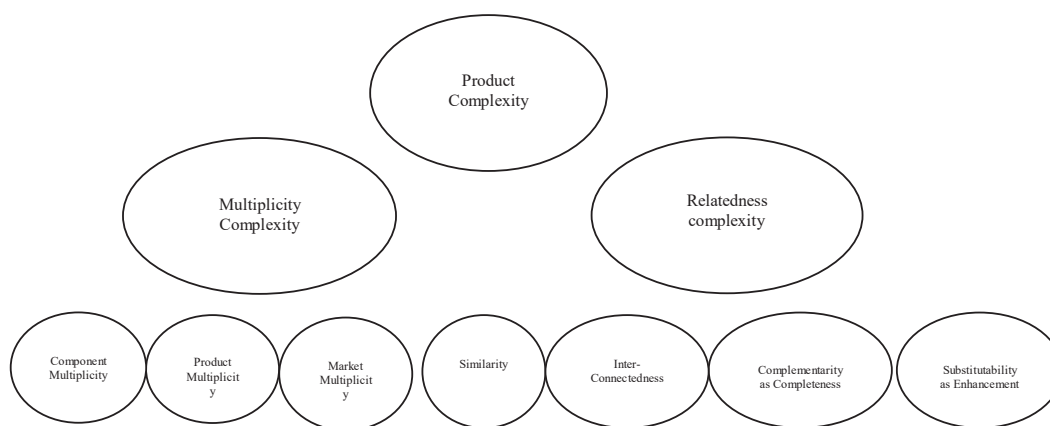 Product
Complexity
Multiplicity
Complexity
Relatedness
complexity
Component
Multiplicity
Product
Multiplicit
y
Market
Multiplicit
y
Similarity
Inter-
Connectedness
Complementarity
as Completeness
Substitutability
as Enhancement